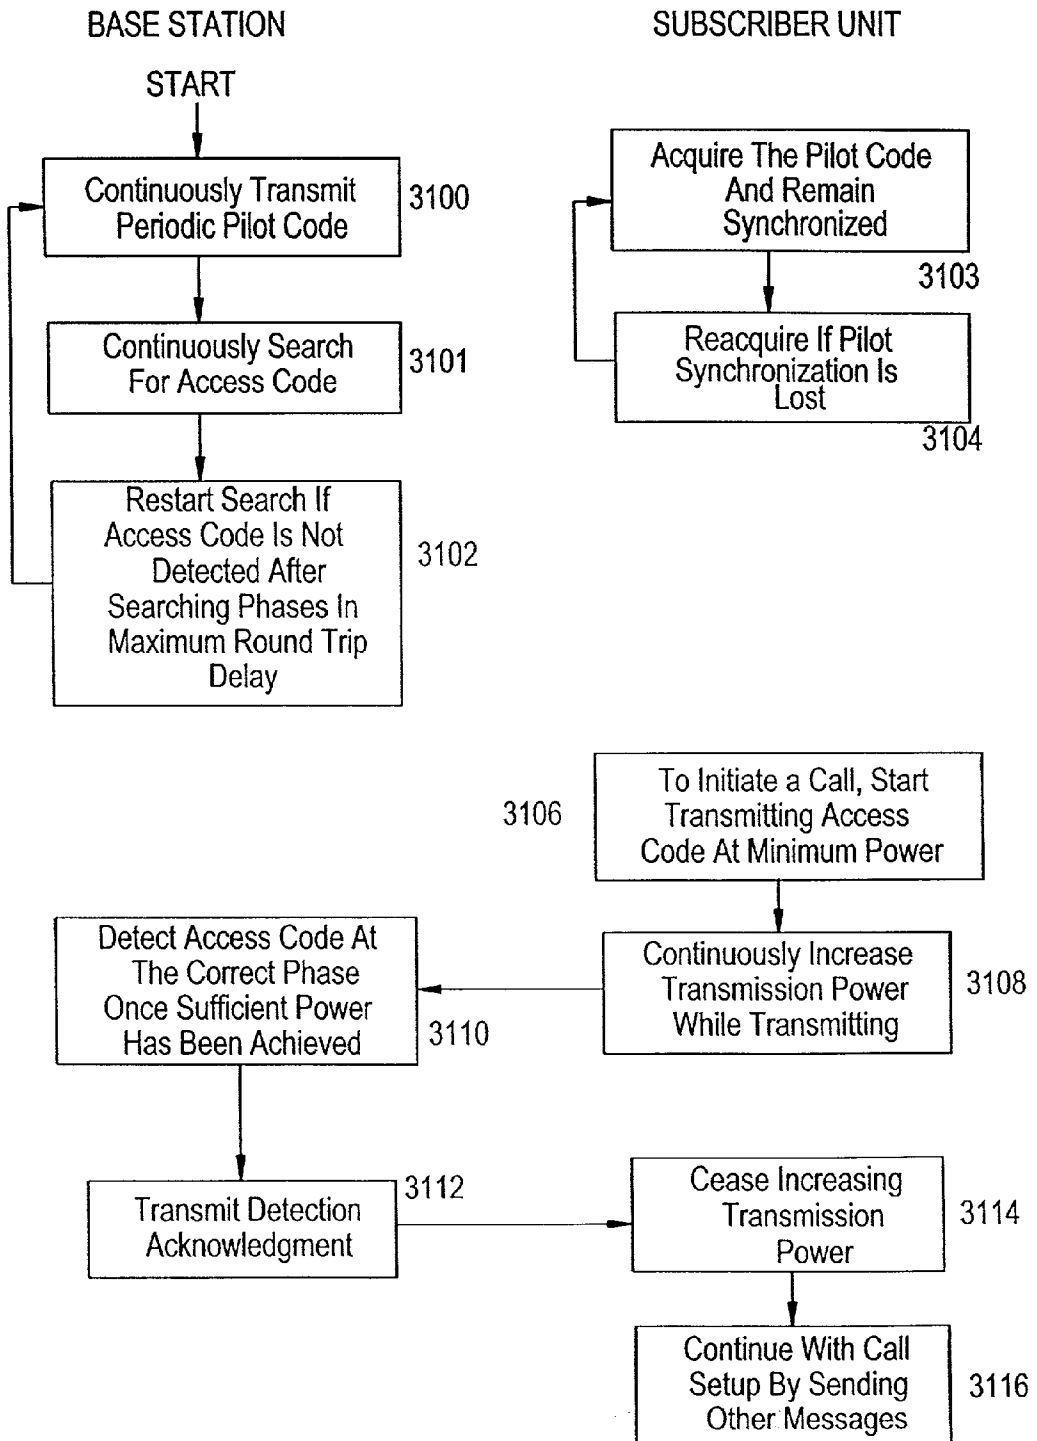 BASE STATION
SUBSCRIBER UNIT
START
Continuously Transmit
Periodic Pilot Code
3100
Continuously Search
For Access Code
3101
Restart Search If
Access Code Is Not
Detected After
Searching Phases In
Maximum Round Trip
Delay
3102
Acquire The Pilot Code
And Remain
Synchronized
3103
Reacquire If Pilot
Synchronization Is
Lost
3104
3106
To Initiate a Call, Start
Transmitting Access
Code At Minimum Power
Continuously Increase
Transmission Power
While Transmitting
3108
Detect Access Code At
The Correct Phase
Once Sufficient Power
Has Been Achieved
3110
Transmit Detection
Acknowledgment
3112
Cease Increasing
Transmission
Power
3114
Continue With Call
Setup By Sending
Other Messages
3116